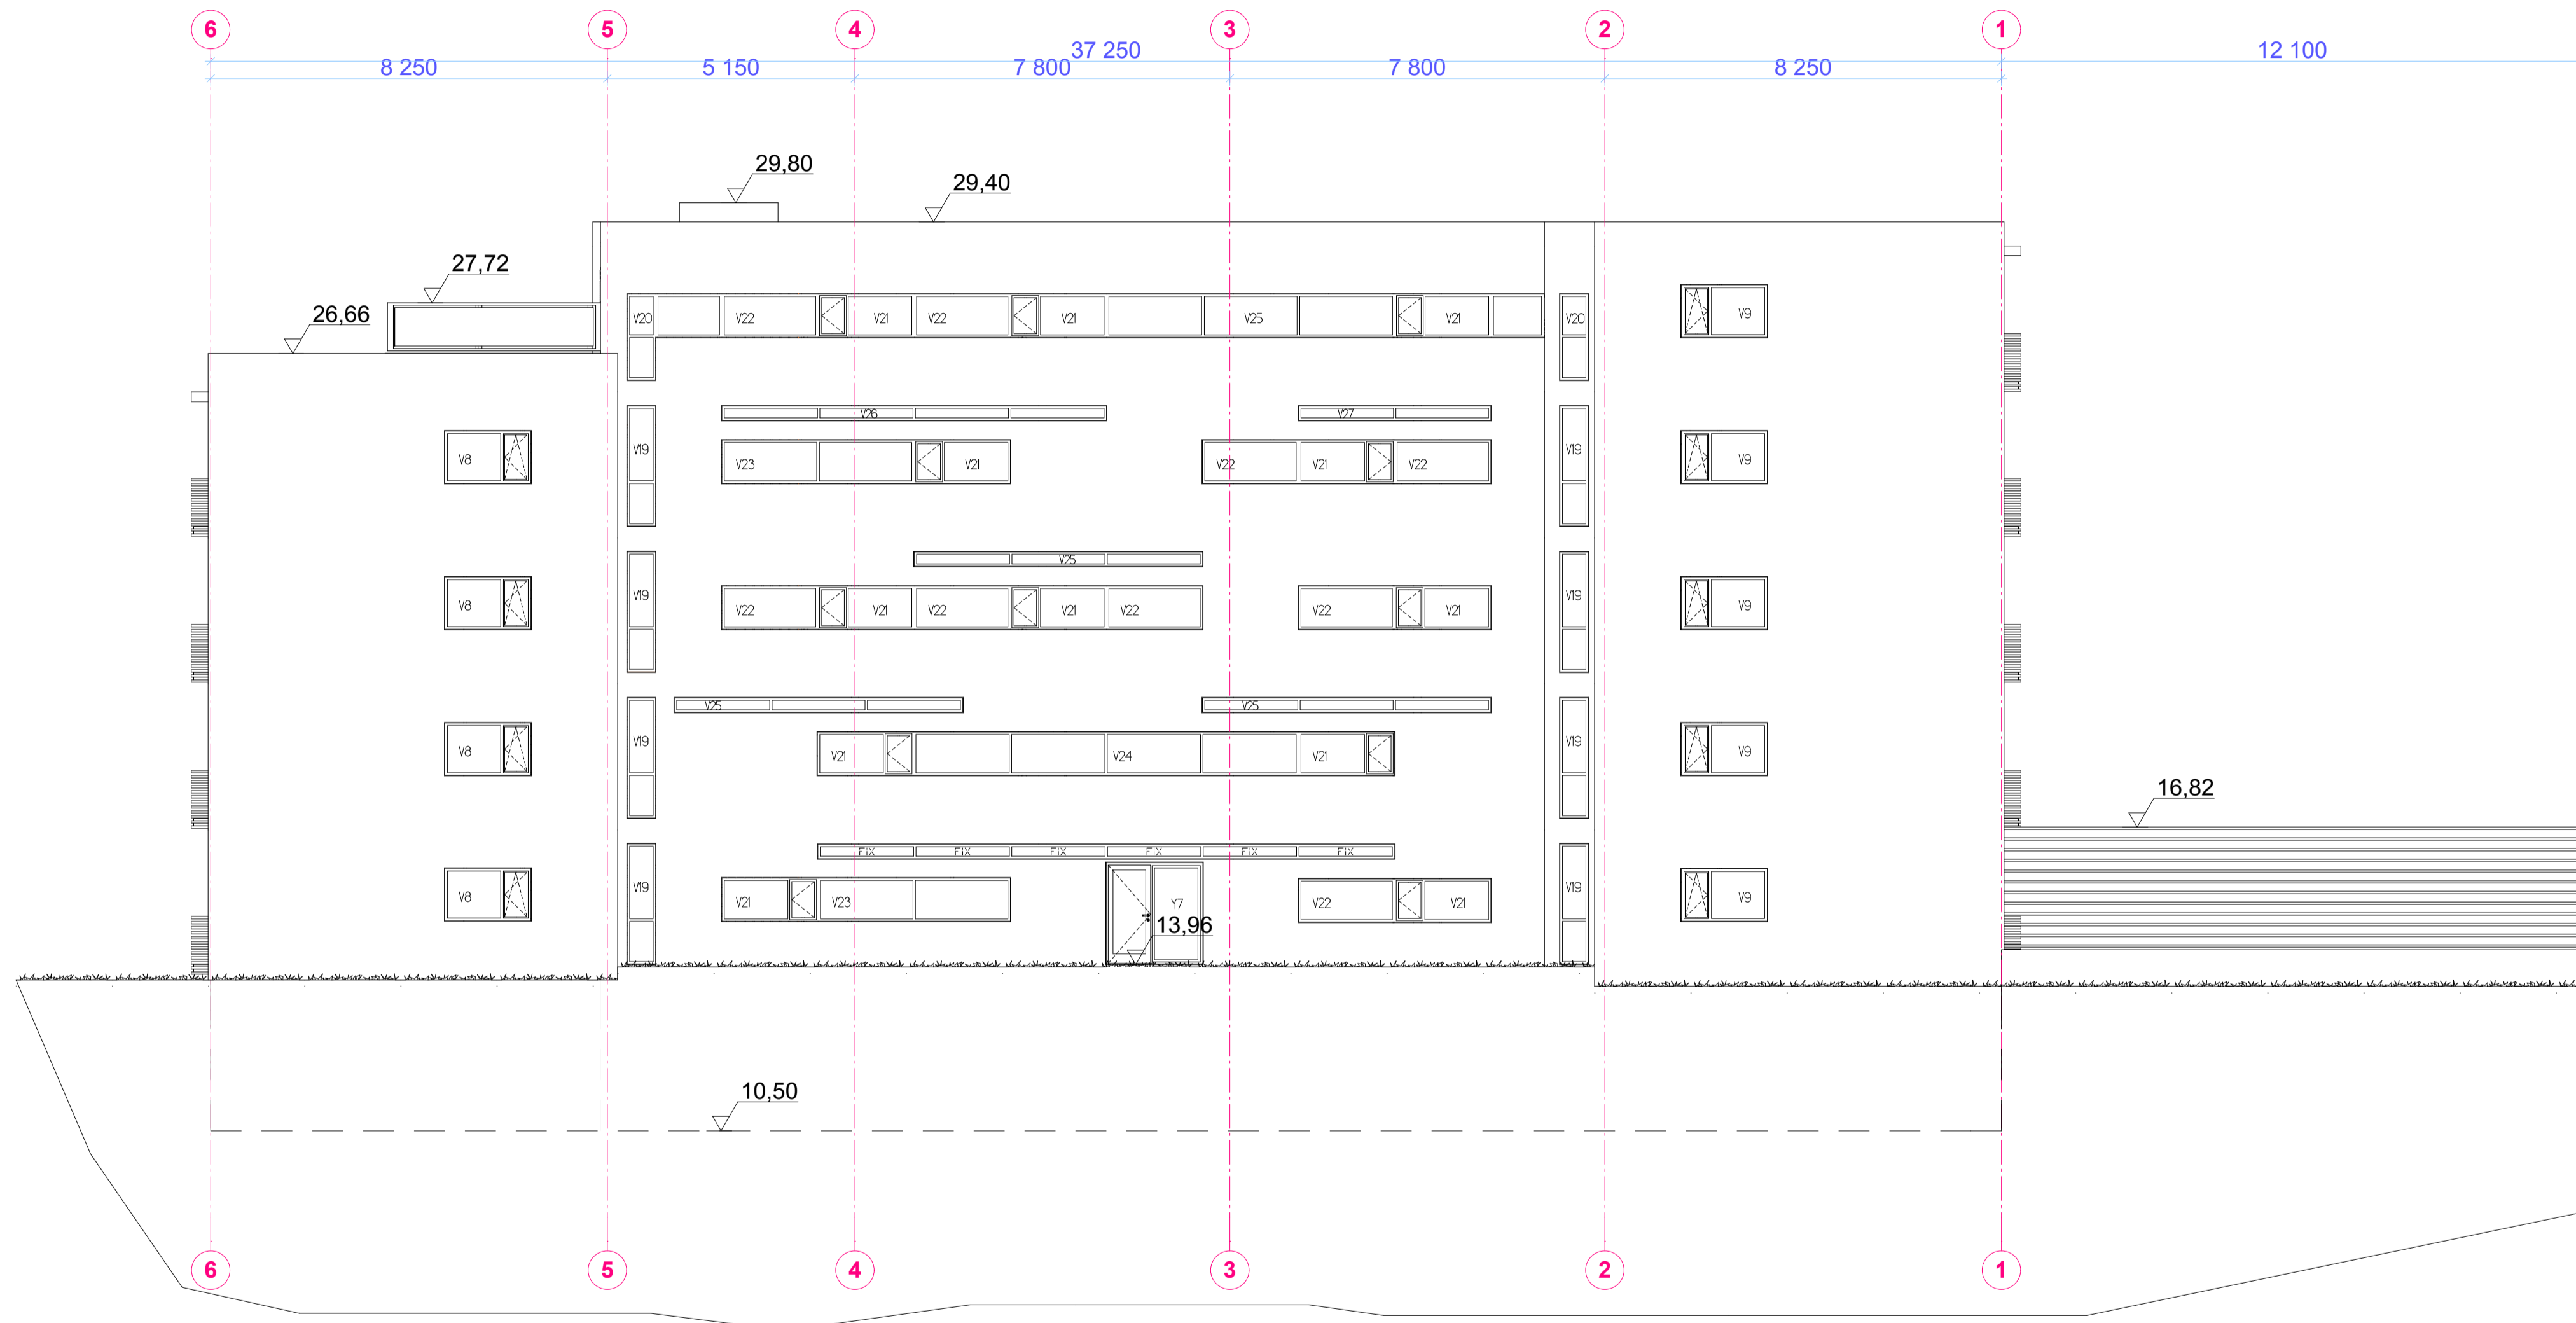 6 5 4 3 2 1
37 250 12 100
8 250 5 150 7 800 7 800 8 250
29,80
29,40
27,72
26,66
V20 V22 V21 V22 V21 V25 V21 V20 V9
V26 V27
V8 V19 V23 V21 V22 V21 V22 V19 V9
V25
V8 V19 V22 V21 V22 V21 V22 V22 V21 V19 V9
V25 V25
V8 V19 V21 V24 V21 V19 V9
16,82
FIX FIX FIX FIX FIX FIX
V8 V19 V21 V23 Y7 V22 V21 V19 V9
13,96
10,50
6 5 4 3 2 1